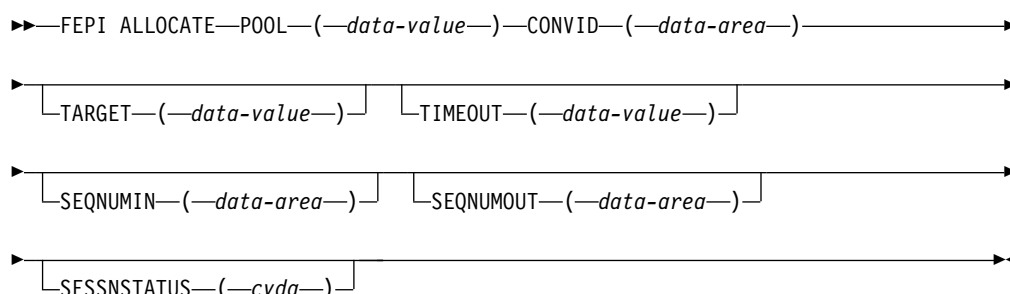 FEPI ALLOCATE POOL (data-value) CONVID (data-area)
TARGET (data-value) TIMEOUT (data-value)
SEQNUMIN (data-area) SEQNUMOUT (data-area)
SESSNSTATUS (cvda)